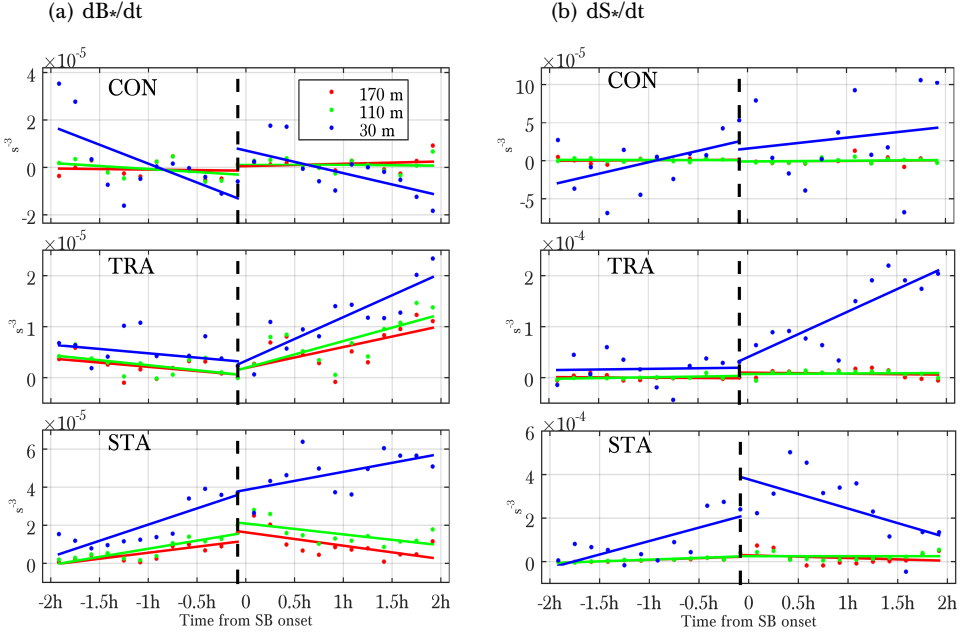 (a) dB*/dt
(b) dS*/dt
×10⁻⁵
4
2
0
-2
s⁻³
CON
170 m
110 m
30 m
×10⁻⁵
10
5
0
-5
s⁻³
CON
×10⁻⁵
2
1
0
s⁻³
TRA
×10⁻⁴
2
1
0
s⁻³
TRA
×10⁻⁵
6
4
2
0
s⁻³
STA
-2h -1.5h -1h -0.5h 0 0.5h 1h 1.5h 2h
Time from SB onset
×10⁻⁴
6
4
2
0
s⁻³
STA
-2h -1.5h -1h -0.5h 0 0.5h 1h 1.5h 2h
Time from SB onset